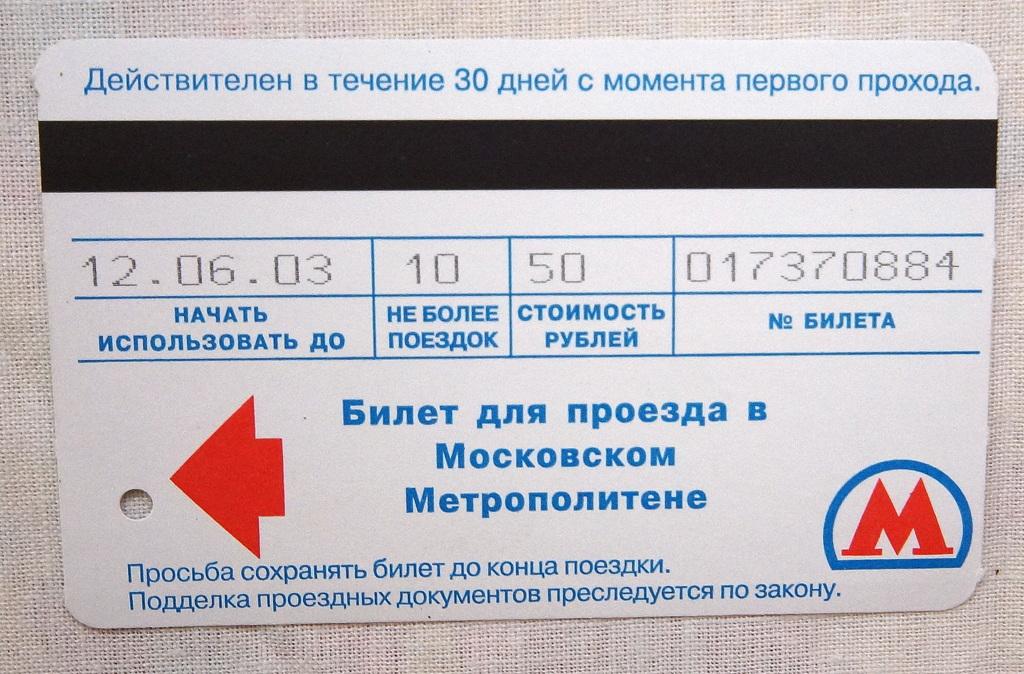 Действителен в течение 30 дней с момента первого прохода.
12.06.03 10 50 017370884
НАЧАТЬ ИСПОЛЬЗОВАТЬ ДО НЕ БОЛЕЕ ПОЕЗДОК СТОИМОСТЬ РУБЛЕЙ № БИЛЕТА
Билет для проезда в
Московском
Метрополитене
М
Просьба сохранять билет до конца поездки.
Подделка проездных документов преследуется по закону.